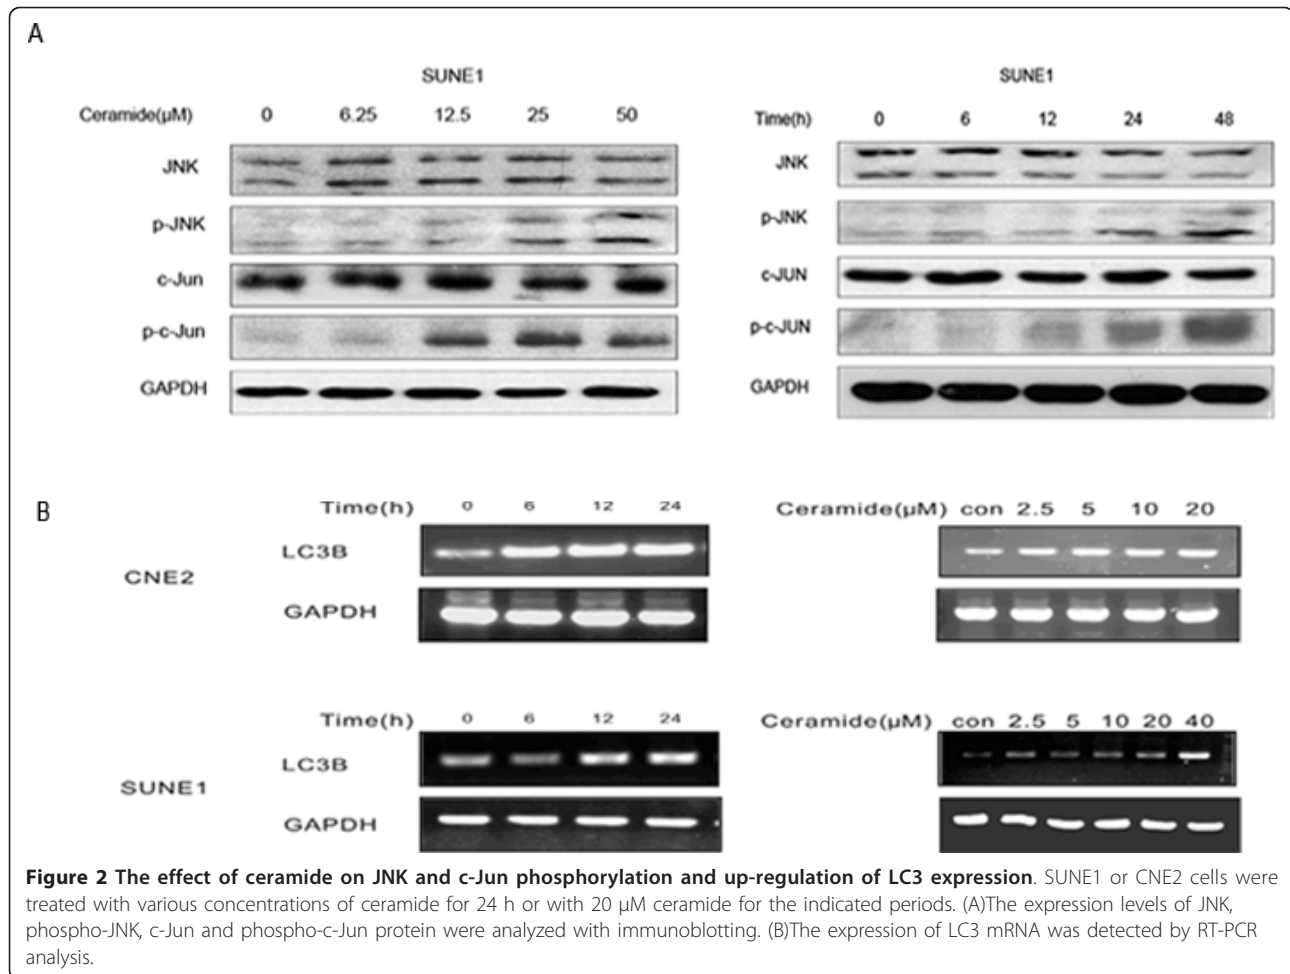 A
SUNE1
Ceramide(µM) 0 6.25 12.5 25 50
JNK
p-JNK
c-Jun
p-c-Jun
GAPDH
SUNE1
Time(h) 0 6 12 24 48
JNK
p-JNK
c-JUN
p-c-JUN
GAPDH
B
CNE2
Time(h) 0 6 12 24
LC3B
GAPDH
Ceramide(µM) con 2.5 5 10 20
SUNE1
Time(h) 0 6 12 24
LC3B
GAPDH
Ceramide(µM) con 2.5 5 10 20 40
Figure 2 The effect of ceramide on JNK and c-Jun phosphorylation and up-regulation of LC3 expression. SUNE1 or CNE2 cells were
treated with various concentrations of ceramide for 24 h or with 20 µM ceramide for the indicated periods. (A)The expression levels of JNK,
phospho-JNK, c-Jun and phospho-c-Jun protein were analyzed with immunoblotting. (B)The expression of LC3 mRNA was detected by RT-PCR
analysis.